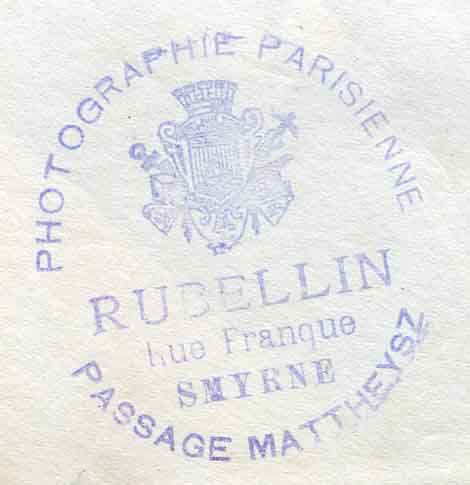 PHOTOGRAPHIE PARISIENNE
RUBELLIN
Rue Franque
SMYRNE
PASSAGE MATTHEYSZ